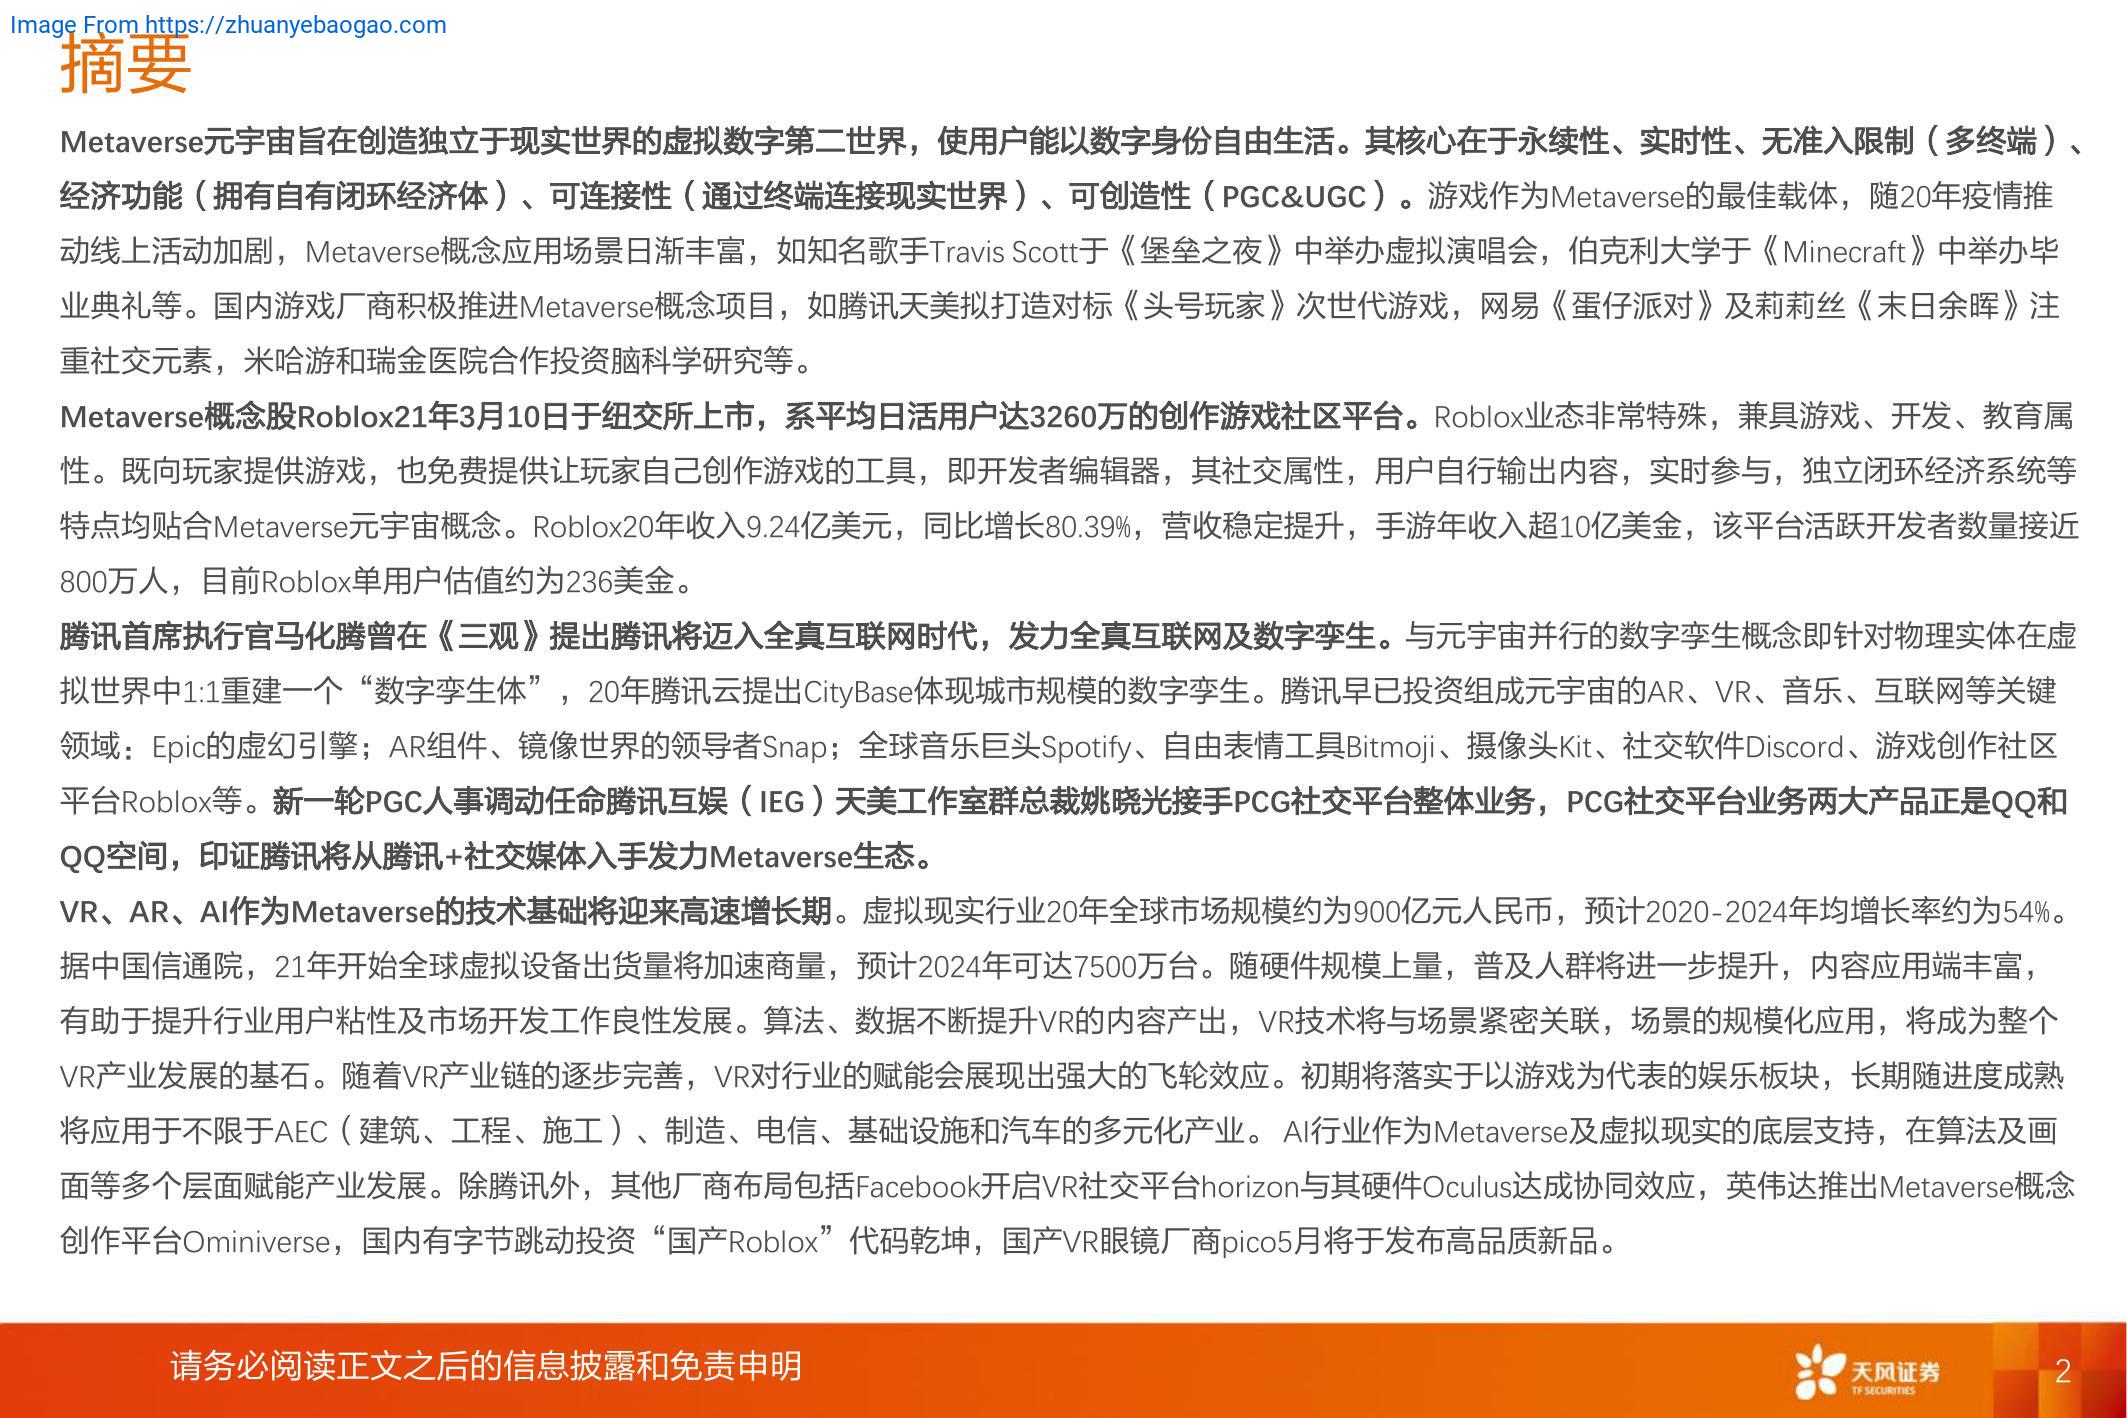 Image From https://zhuanyebaogao.com
摘要
Metaverse元宇宙旨在创造独立于现实世界的虚拟数字第二世界，使用户能以数字身份自由生活。其核心在于永续性、实时性、无准入限制（多终端）、
经济功能（拥有自有闭环经济体）、可连接性（通过终端连接现实世界）、可创造性（PGC&UGC）。游戏作为Metaverse的最佳载体，随20年疫情推
动线上活动加剧，Metaverse概念应用场景日渐丰富，如知名歌手Travis Scott于《堡垒之夜》中举办虚拟演唱会，伯克利大学于《Minecraft》中举办毕
业典礼等。国内游戏厂商积极推进Metaverse概念项目，如腾讯天美拟打造对标《头号玩家》次世代游戏，网易《蛋仔派对》及莉莉丝《末日余晖》注
重社交元素，米哈游和瑞金医院合作投资脑科学研究等。
Metaverse概念股Roblox21年3月10日于纽交所上市，系平均日活用户达3260万的创作游戏社区平台。Roblox业态非常特殊，兼具游戏、开发、教育属
性。既向玩家提供游戏，也免费提供让玩家自己创作游戏的工具，即开发者编辑器，其社交属性，用户自行输出内容，实时参与，独立闭环经济系统等
特点均贴合Metaverse元宇宙概念。Roblox20年收入9.24亿美元，同比增长80.39%，营收稳定提升，手游年收入超10亿美金，该平台活跃开发者数量接近
800万人，目前Roblox单用户估值约为236美金。
腾讯首席执行官马化腾曾在《三观》提出腾讯将迈入全真互联网时代，发力全真互联网及数字孪生。与元宇宙并行的数字孪生概念即针对物理实体在虚
拟世界中1:1重建一个“数字孪生体”，20年腾讯云提出CityBase体现城市规模的数字孪生。腾讯早已投资组成元宇宙的AR、VR、音乐、互联网等关键
领域：Epic的虚幻引擎；AR组件、镜像世界的领导者Snap；全球音乐巨头Spotify、自由表情工具Bitmoji、摄像头Kit、社交软件Discord、游戏创作社区
平台Roblox等。新一轮PGC人事调动任命腾讯互娱（IEG）天美工作室群总裁姚晓光接手PCG社交平台整体业务，PCG社交平台业务两大产品正是QQ和
QQ空间，印证腾讯将从腾讯+社交媒体入手发力Metaverse生态。
VR、AR、AI作为Metaverse的技术基础将迎来高速增长期。虚拟现实行业20年全球市场规模约为900亿元人民币，预计2020-2024年均增长率约为54%。
据中国信通院，21年开始全球虚拟设备出货量将加速商量，预计2024年可达7500万台。随硬件规模上量，普及人群将进一步提升，内容应用端丰富，
有助于提升行业用户粘性及市场开发工作良性发展。算法、数据不断提升VR的内容产出，VR技术将与场景紧密关联，场景的规模化应用，将成为整个
VR产业发展的基石。随着VR产业链的逐步完善，VR对行业的赋能会展现出强大的飞轮效应。初期将落实于以游戏为代表的娱乐板块，长期随进度成熟
将应用于不限于AEC（建筑、工程、施工）、制造、电信、基础设施和汽车的多元化产业。 AI行业作为Metaverse及虚拟现实的底层支持，在算法及画
面等多个层面赋能产业发展。除腾讯外，其他厂商布局包括Facebook开启VR社交平台horizon与其硬件Oculus达成协同效应，英伟达推出Metaverse概念
创作平台Ominiverse，国内有字节跳动投资“国产Roblox”代码乾坤，国产VR眼镜厂商pico5月将于发布高品质新品。
请务必阅读正文之后的信息披露和免责申明
天风证券
TF SECURITIES
2